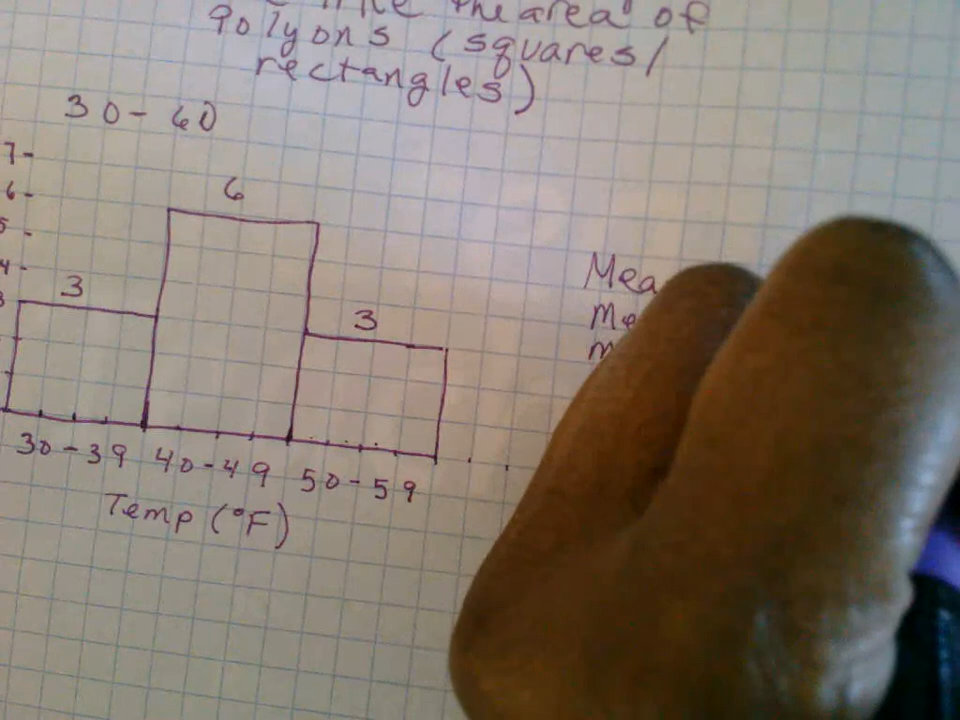 the area of
polyons (squares/
rectangles)
30-60
7-
6-
6
5
4-
3
3
3
30-39 40-49 50-59
Temp (°F)
Mea
Me
m